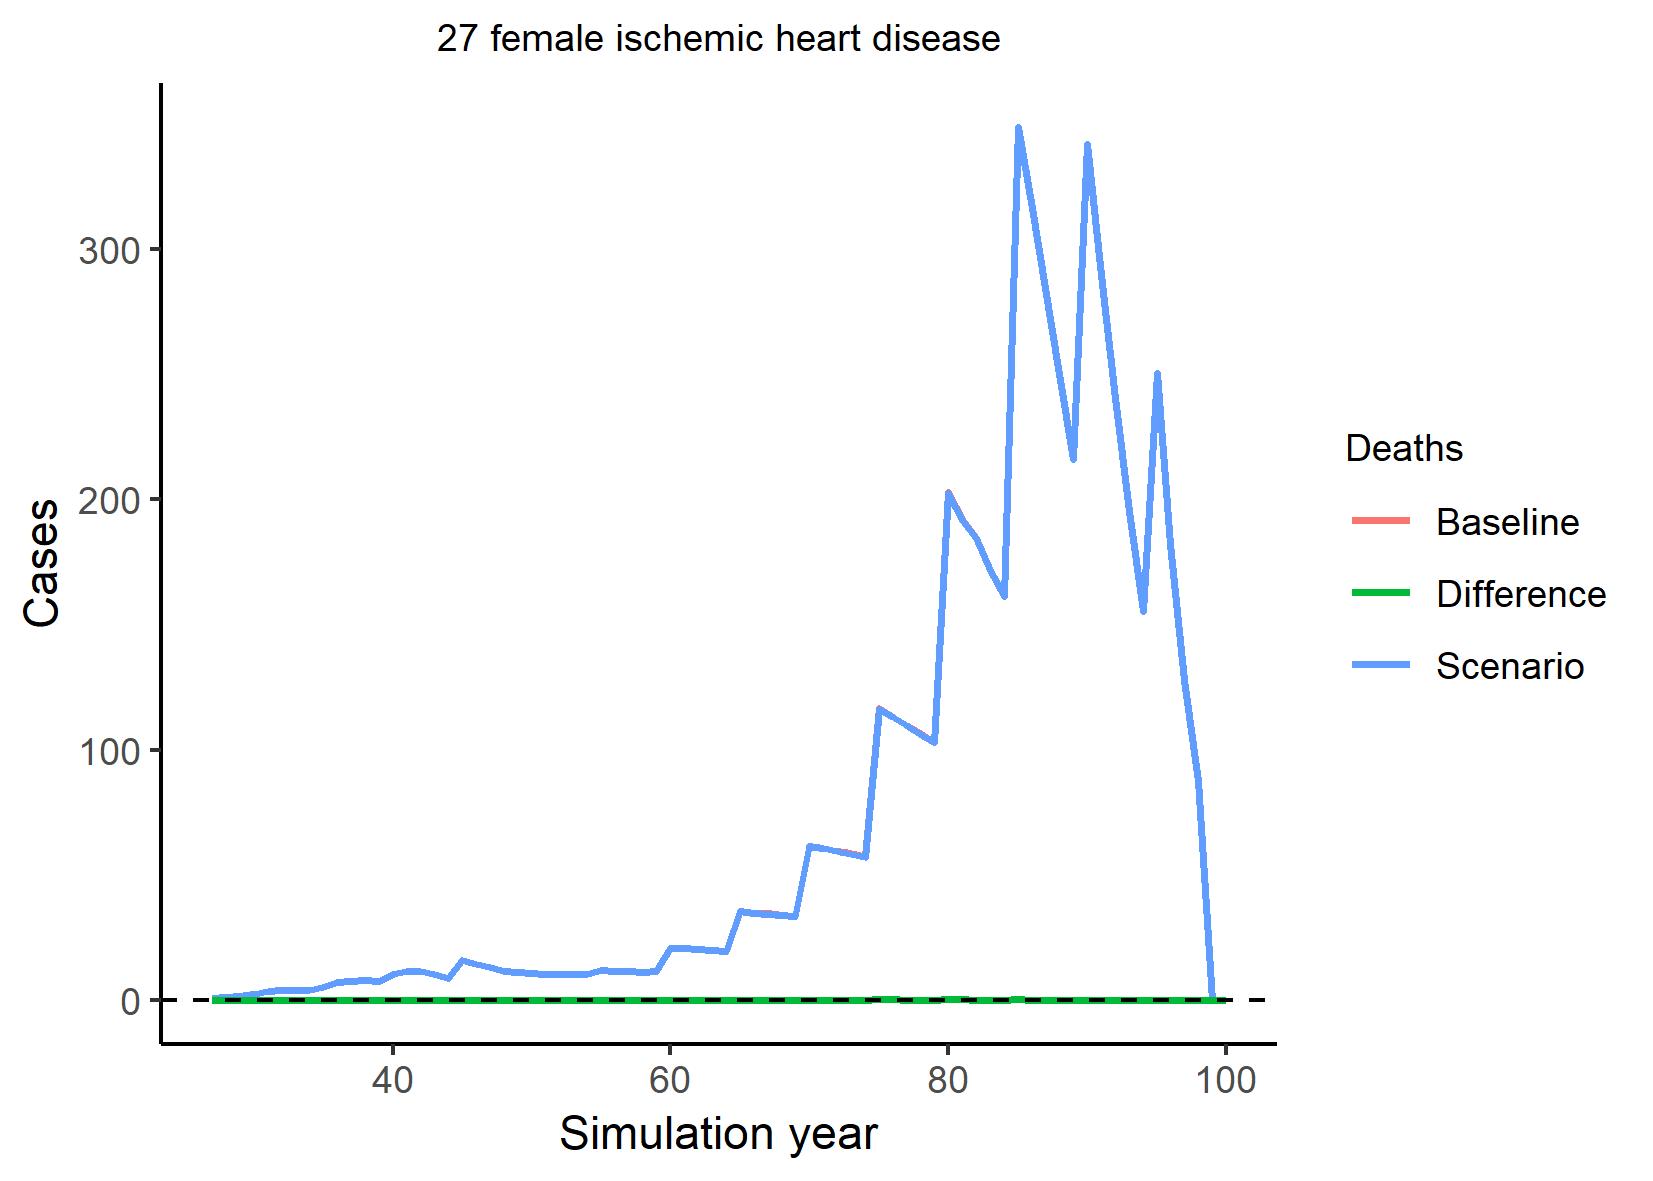 27 female ischemic heart disease
Cases
300
200
100
0
40 60 80 100
Simulation year
Deaths
Baseline
Difference
Scenario